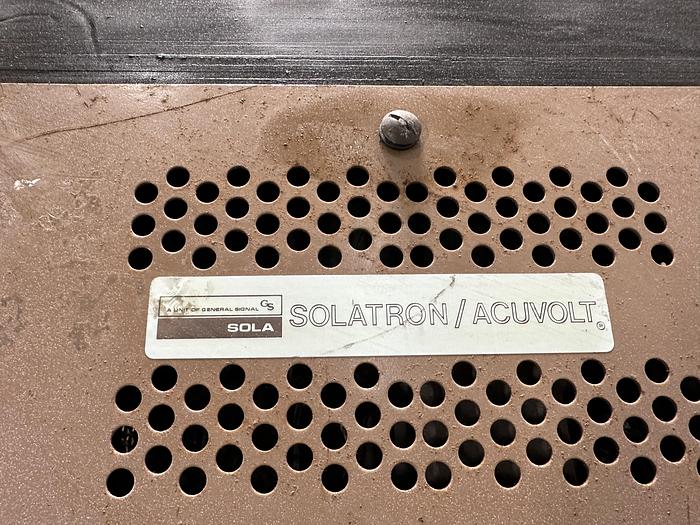 A UNIT OF GENERAL SIGNAL GS
SOLA
SOLATRON / ACUVOLT ®